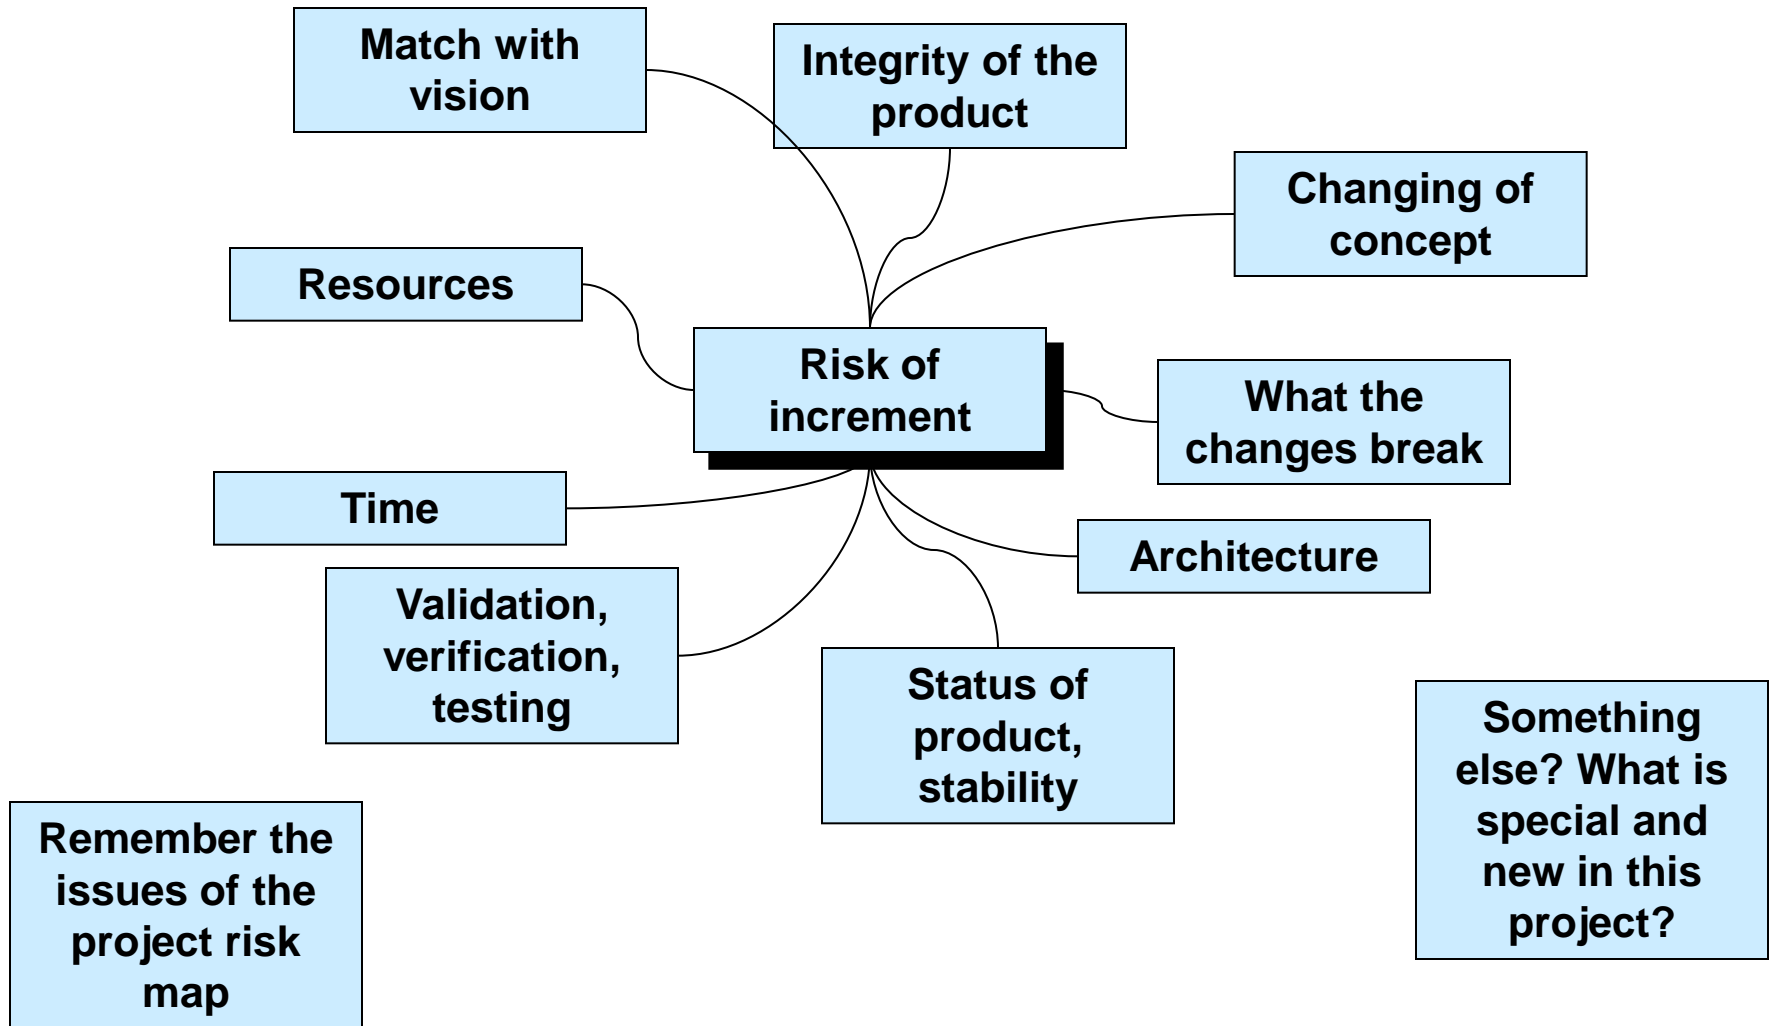 Match with
vision
Integrity of the
product
Changing of
concept
Resources
Risk of
increment
What the
changes break
Time
Architecture
Validation,
verification,
testing
Status of
product,
stability
Something
else? What is
special and
new in this
project?
Remember the
issues of the
project risk
map